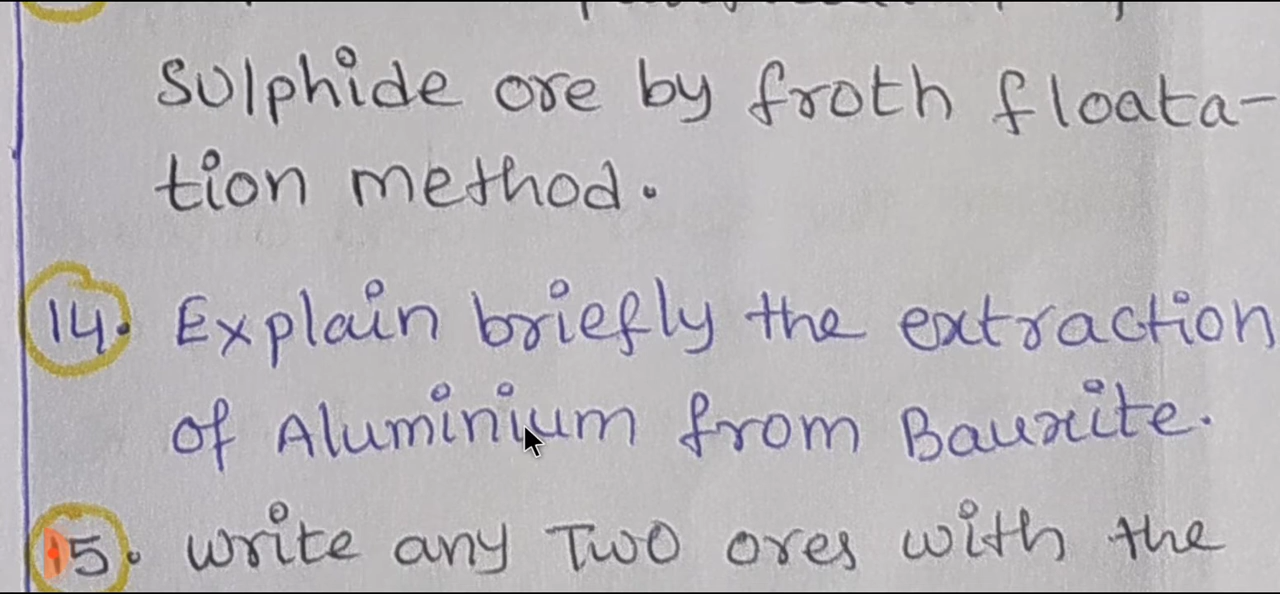 Sulphide ore by froth floata-
tion method.
14. Explain briefly the extraction
of Aluminium from Bauxite.
15. Write any Two ores with the